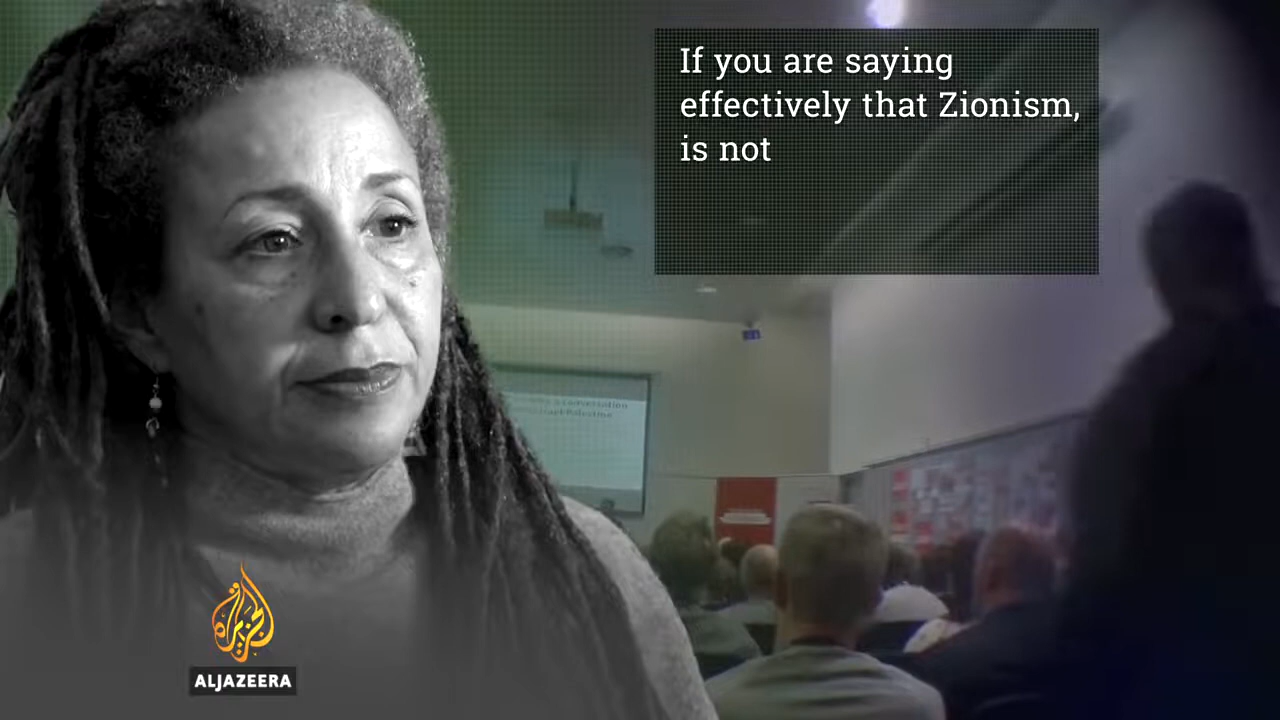 If you are saying
effectively that Zionism,
is not
ALJAZEERA